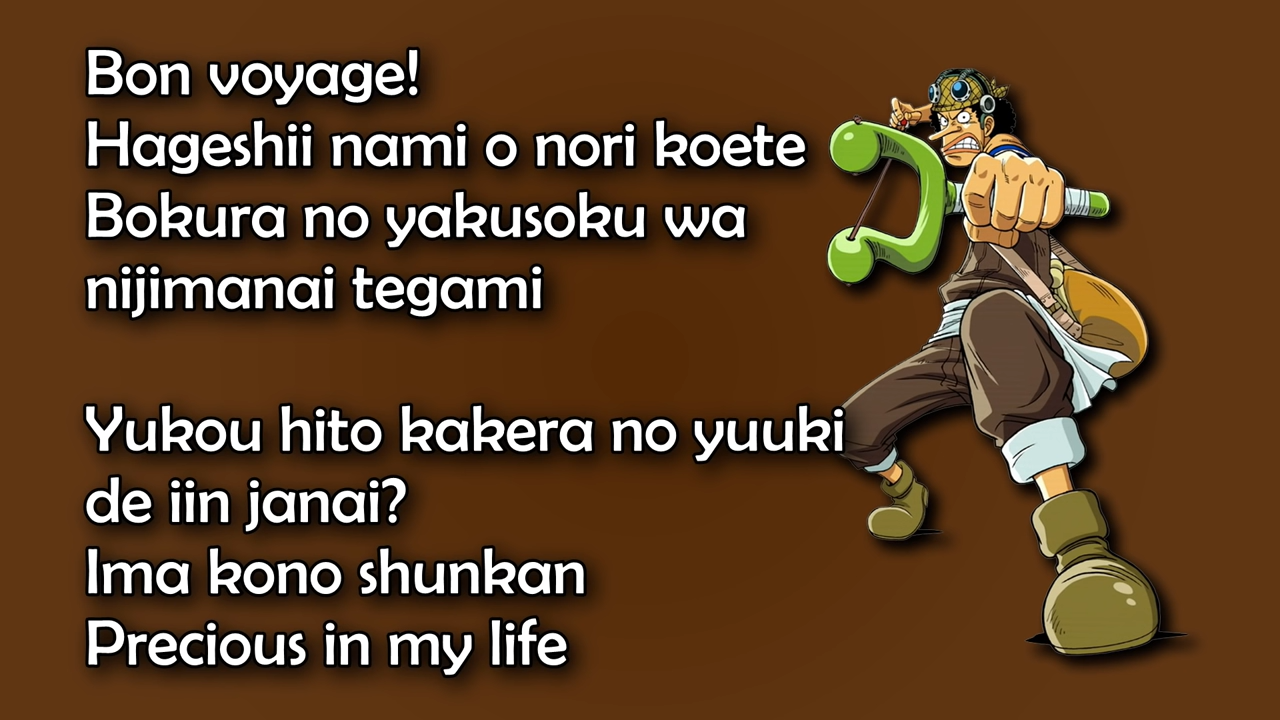 Bon voyage!
Hageshii nami o nori koete
Bokura no yakusoku wa
nijimanai tegami
Yukou hito kakera no yuuki
de iin janai?
Ima kono shunkan
Precious in my life